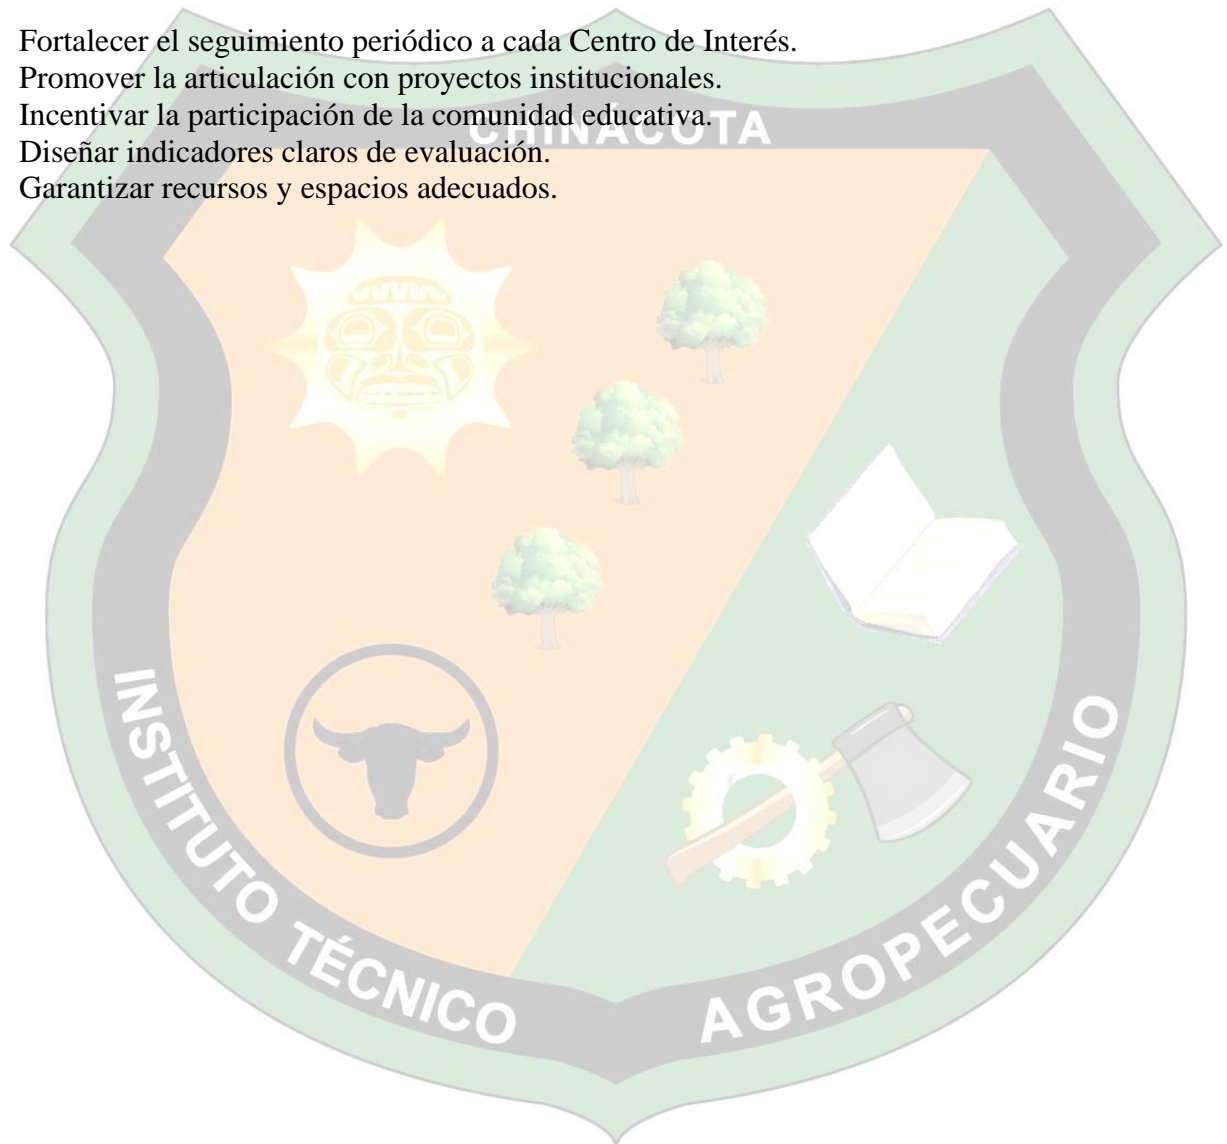 Fortalecer el seguimiento periódico a cada Centro de Interés.
Promover la articulación con proyectos institucionales.
Incentivar la participación de la comunidad educativa.
CHINÁCOTA
Diseñar indicadores claros de evaluación.
Garantizar recursos y espacios adecuados.
INSTITUTO TÉCNICO
AGROPECUARIO